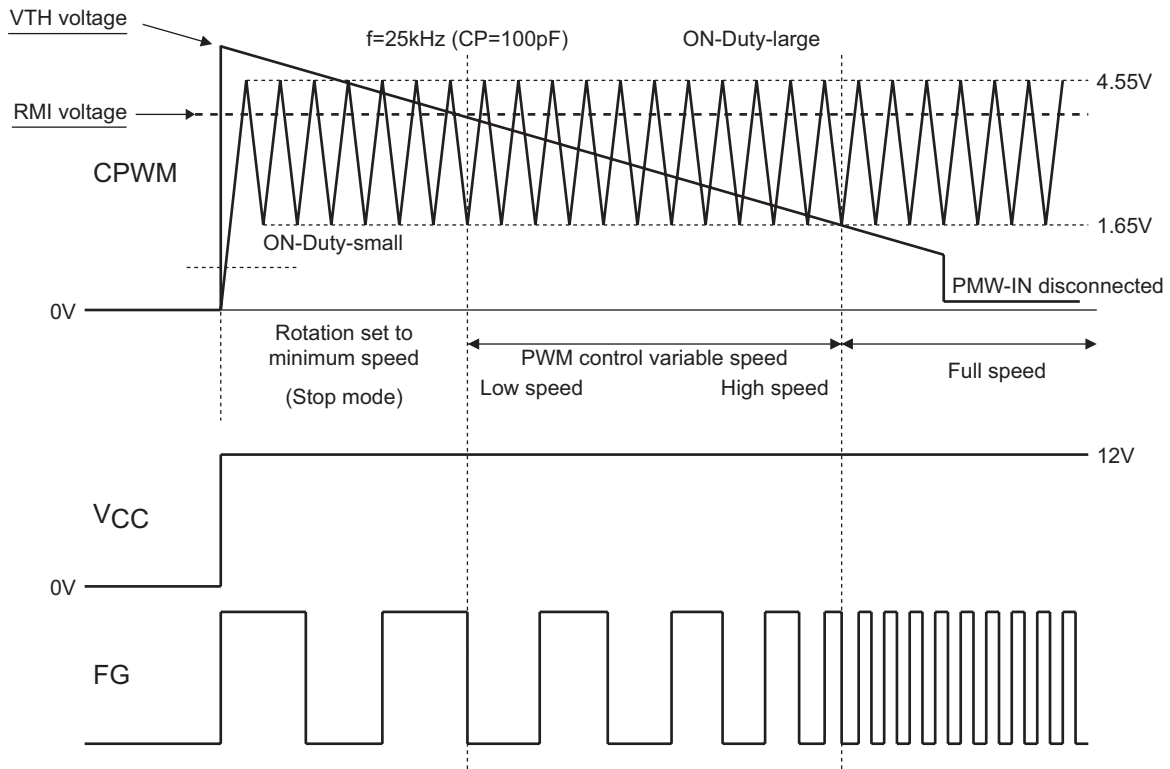 VTH voltage
f=25kHz (CP=100pF)
ON-Duty-large
4.55V
RMI voltage
CPWM
ON-Duty-small
1.65V
PMW-IN disconnected
0V
Rotation set to
minimum speed
(Stop mode)
PWM control variable speed
Low speed
High speed
Full speed
12V
VCC
0V
FG